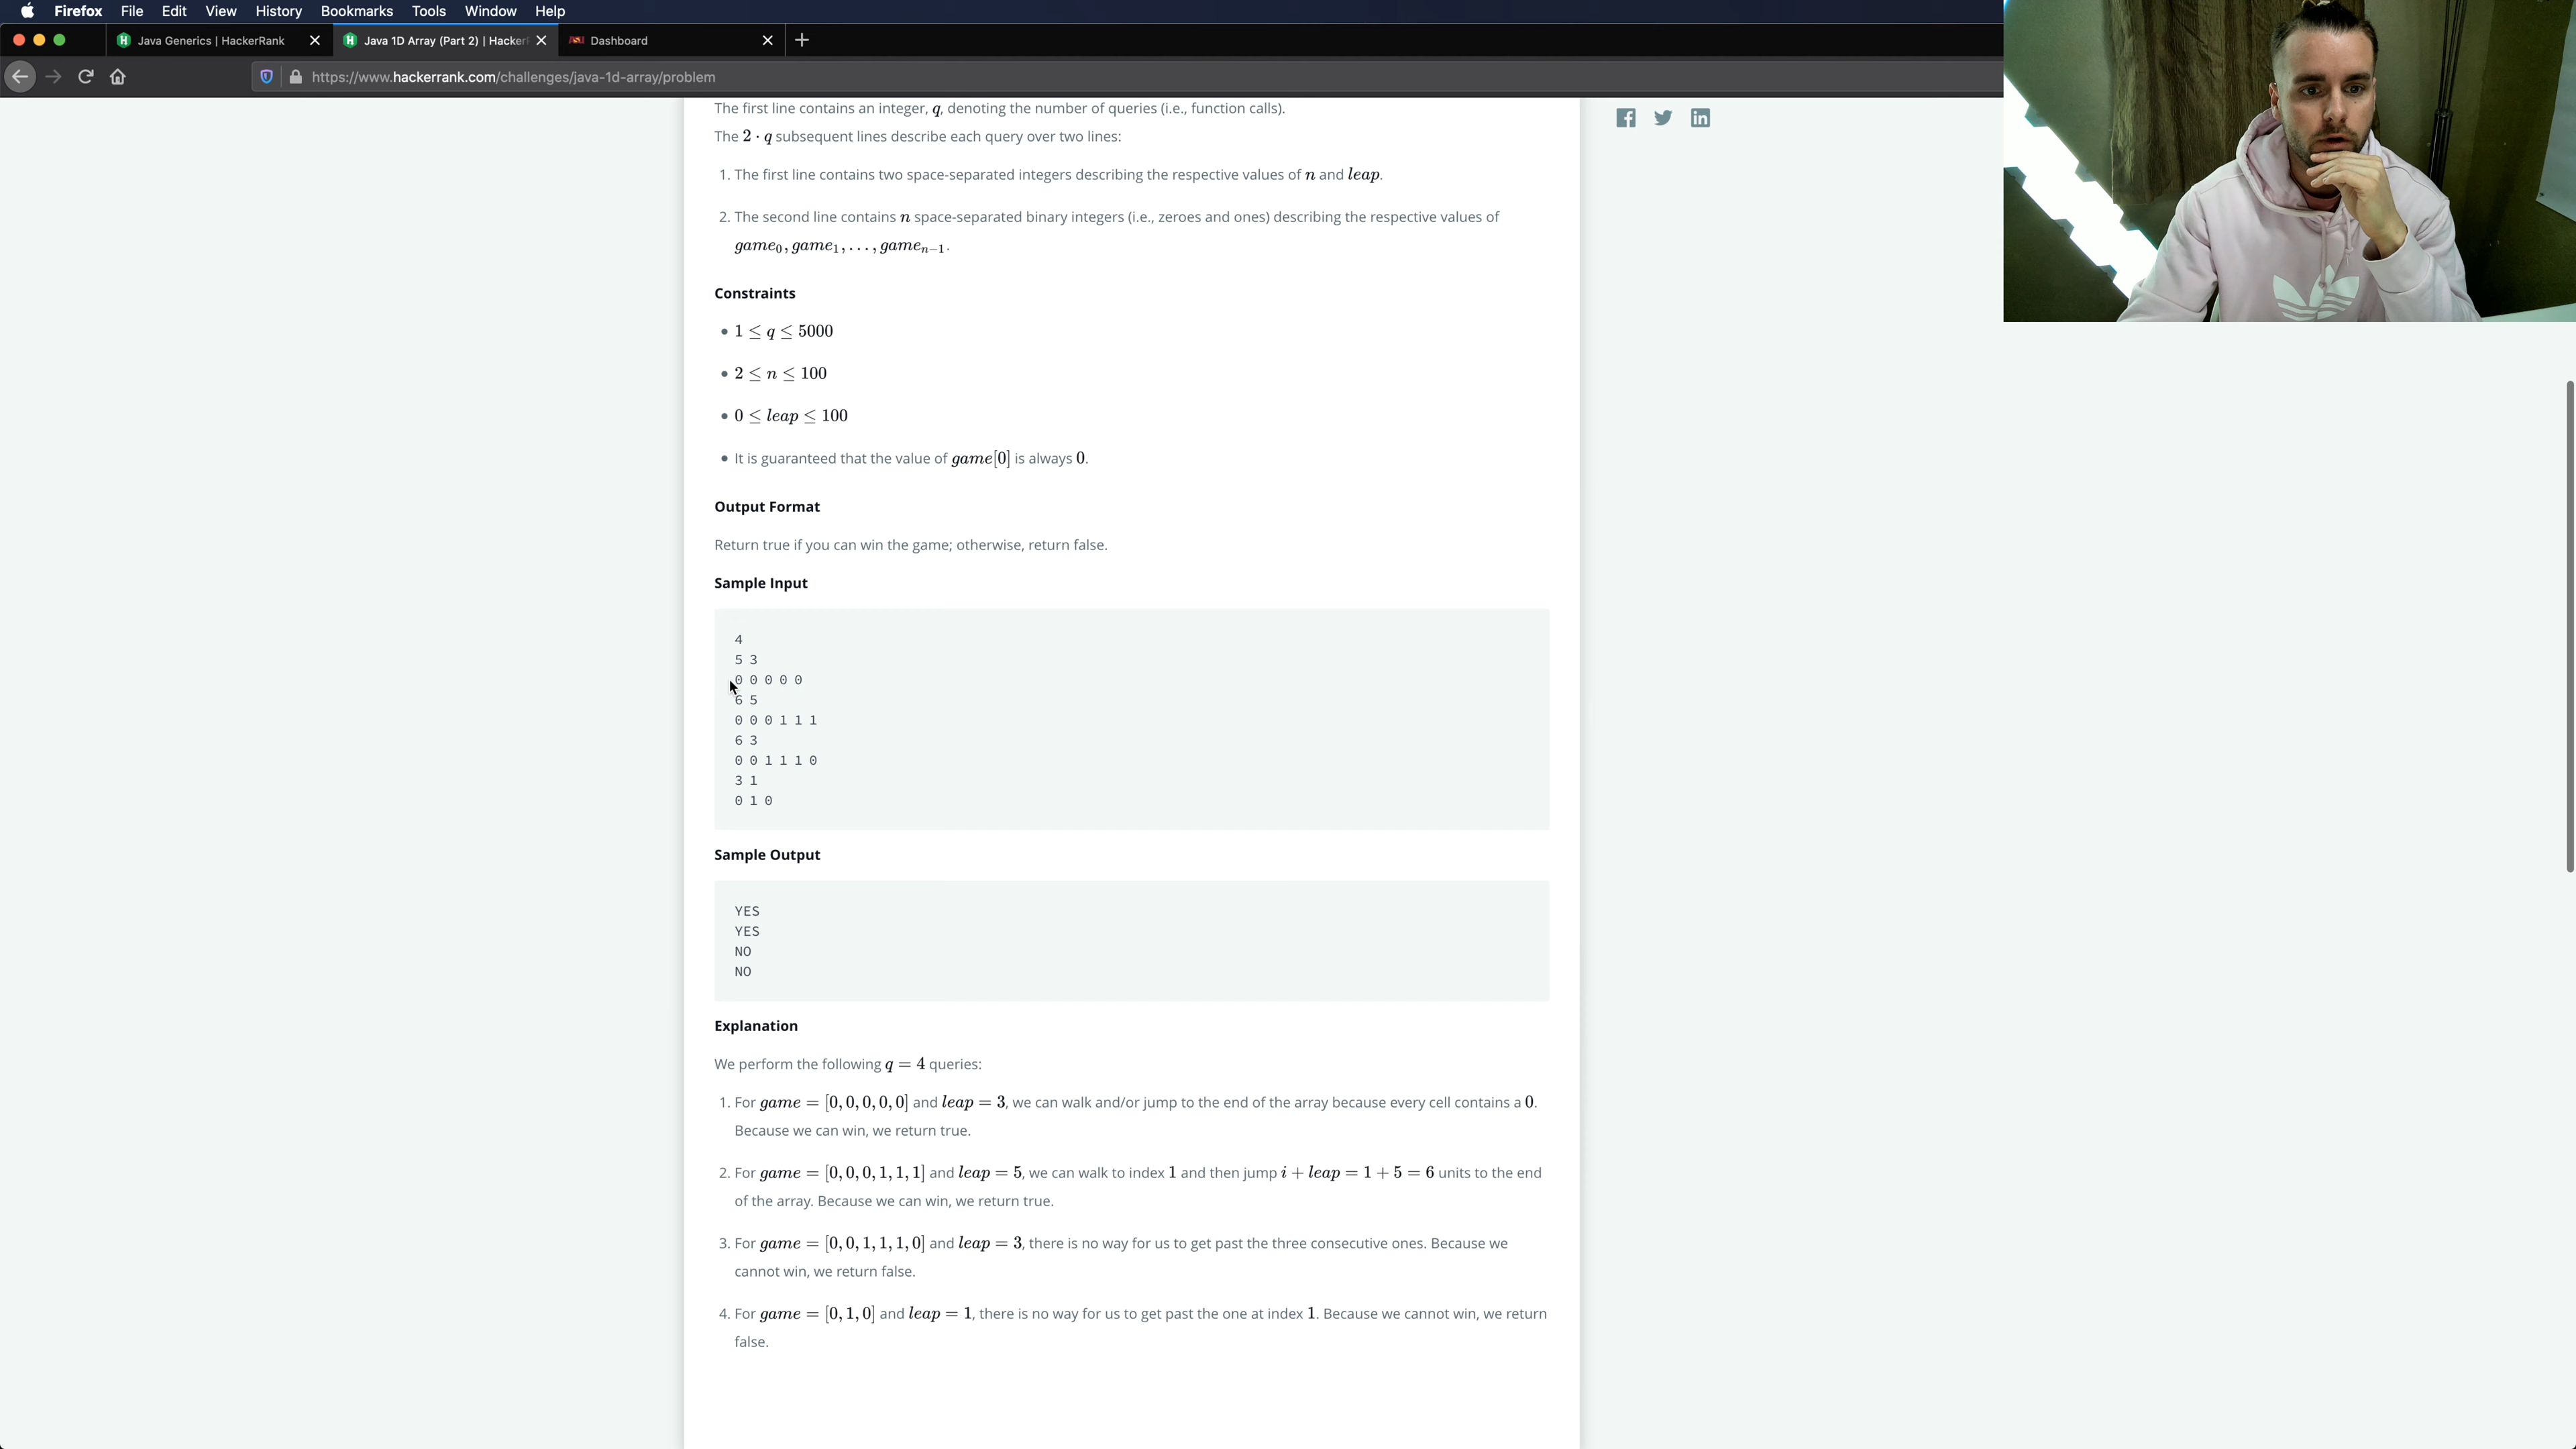 Firefox File Edit View History Bookmarks Tools Window Help
Java Generics | HackerRank
Java 1D Array (Part 2) | Hacker
Dashboard
https://www.hackerrank.com/challenges/java-1d-array/problem
The first line contains an integer, q, denoting the number of queries (i.e., function calls).
The 2 · q subsequent lines describe each query over two lines:
1. The first line contains two space-separated integers describing the respective values of n and leap.
2. The second line contains n space-separated binary integers (i.e., zeroes and ones) describing the respective values of
game₀, game₁, . . . , gameₙ₋₁.
Constraints
• 1 ≤ q ≤ 5000
• 2 ≤ n ≤ 100
• 0 ≤ leap ≤ 100
• It is guaranteed that the value of game[0] is always 0.
Output Format
Return true if you can win the game; otherwise, return false.
Sample Input
4
5 3
0 0 0 0 0
6 5
0 0 0 1 1 1
6 3
0 0 1 1 1 0
3 1
0 1 0
Sample Output
YES
YES
NO
NO
Explanation
We perform the following q = 4 queries:
1. For game = [0, 0, 0, 0, 0] and leap = 3, we can walk and/or jump to the end of the array because every cell contains a 0.
Because we can win, we return true.
2. For game = [0, 0, 0, 1, 1, 1] and leap = 5, we can walk to index 1 and then jump i + leap = 1 + 5 = 6 units to the end
of the array. Because we can win, we return true.
3. For game = [0, 0, 1, 1, 1, 0] and leap = 3, there is no way for us to get past the three consecutive ones. Because we
cannot win, we return false.
4. For game = [0, 1, 0] and leap = 1, there is no way for us to get past the one at index 1. Because we cannot win, we return
false.